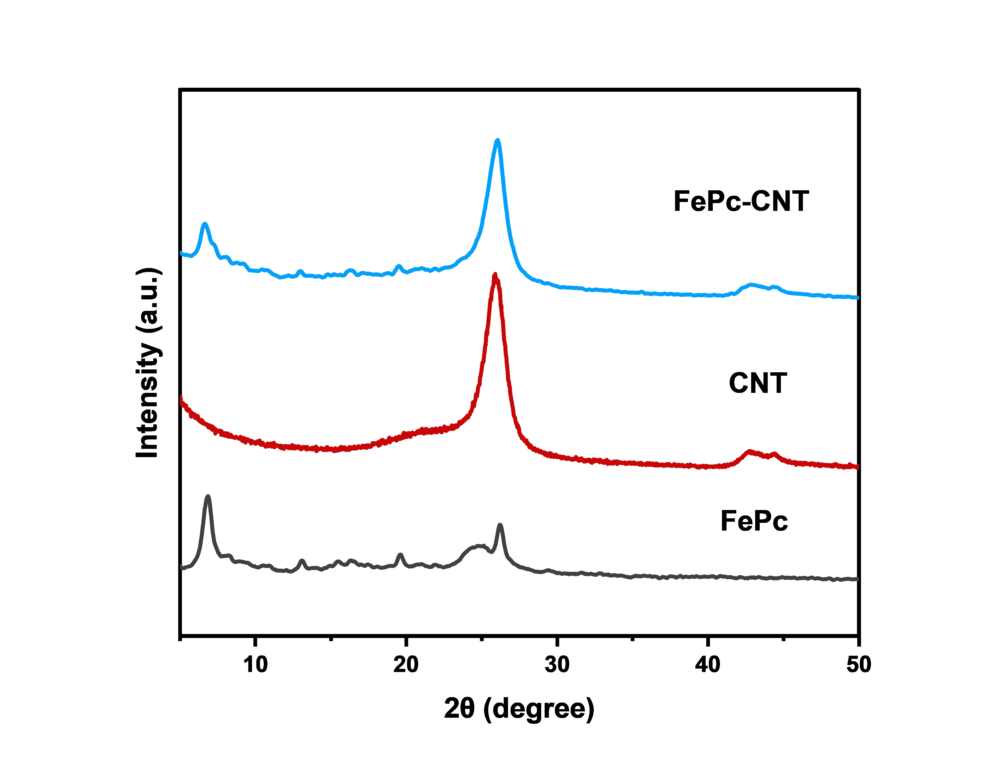 FePc-CNT
CNT
FePc
Intensity (a.u.)
10 20 30 40 50
2θ (degree)